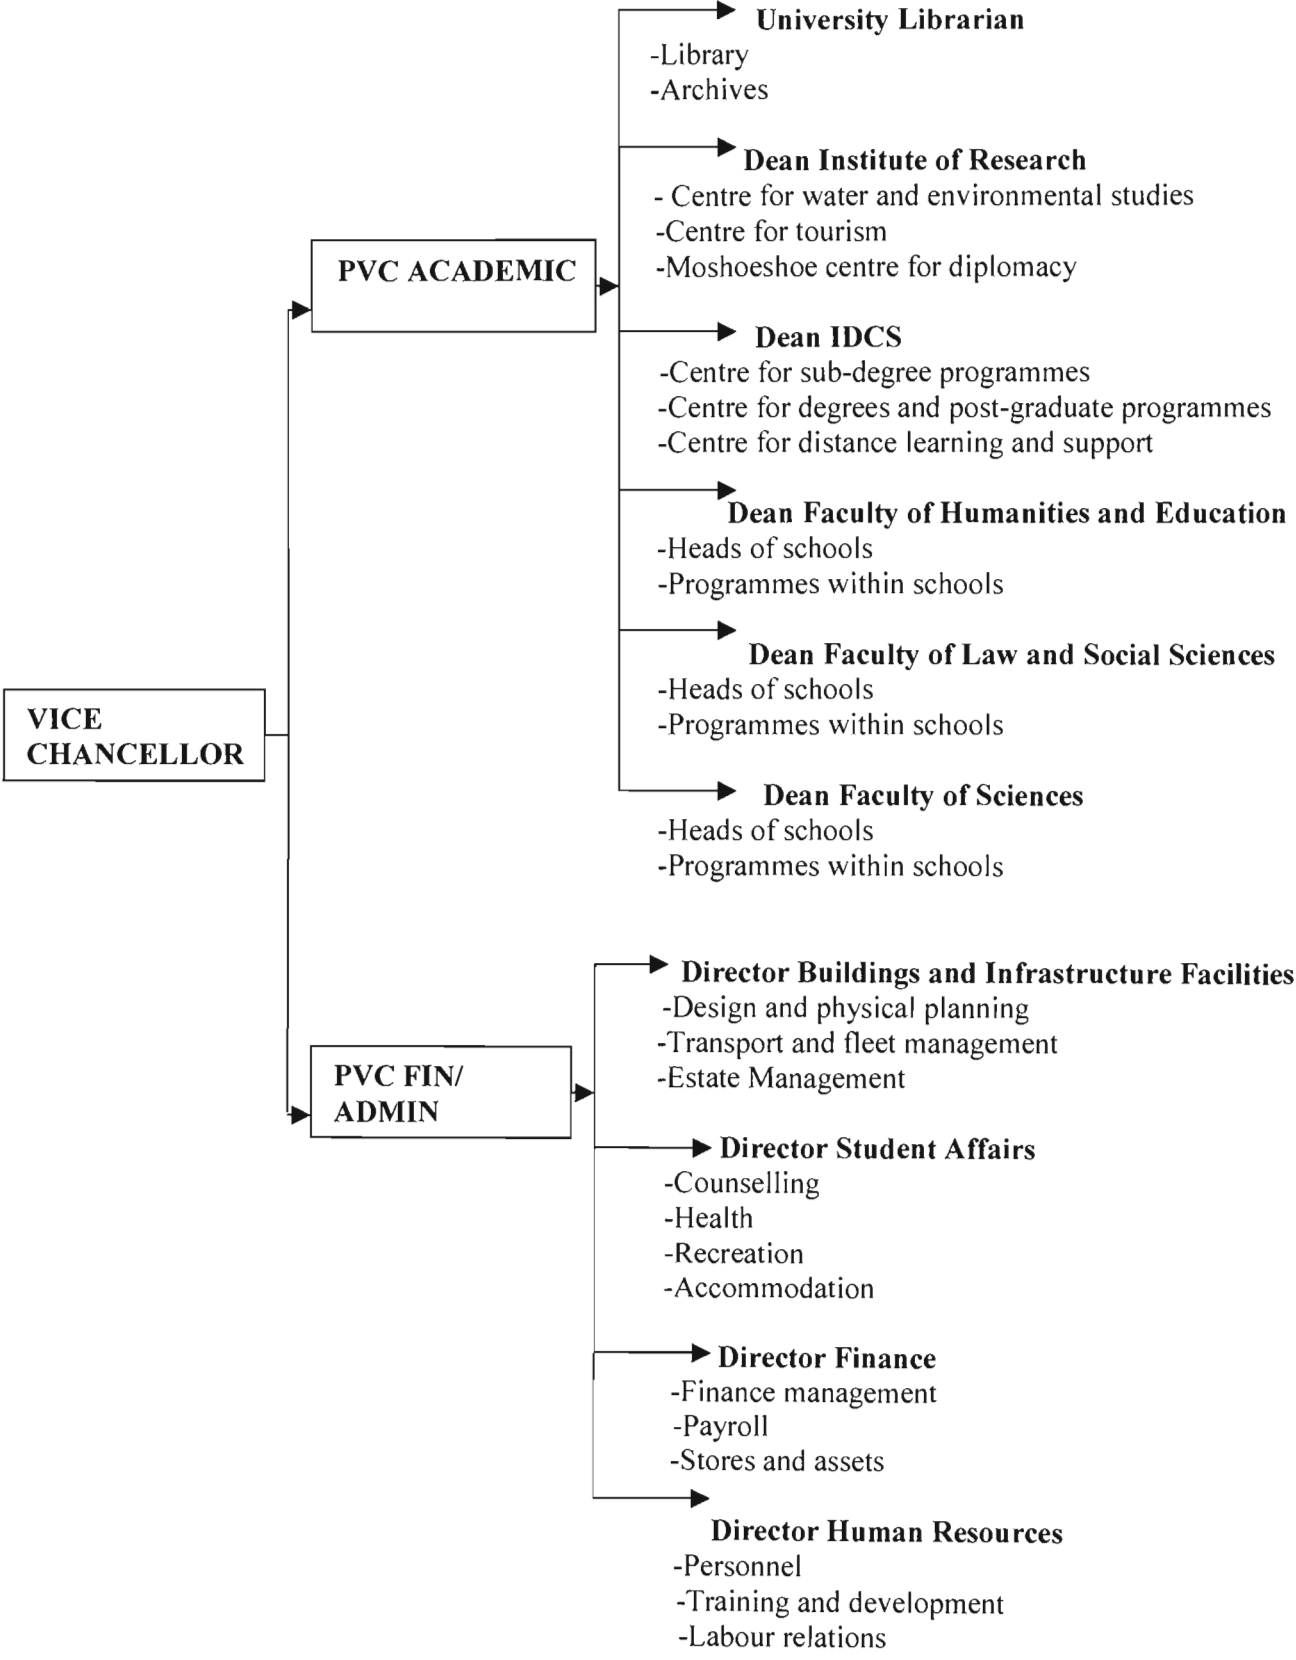 University Librarian
-Library
-Archives
Dean Institute of Research
- Centre for water and environmental studies
-Centre for tourism
-Moshoeshoe centre for diplomacy
PVC ACADEMIC
Dean IDCS
-Centre for sub-degree programmes
-Centre for degrees and post-graduate programmes
-Centre for distance learning and support
Dean Faculty of Humanities and Education
-Heads of schools
-Programmes within schools
Dean Faculty of Law and Social Sciences
-Heads of schools
-Programmes within schools
VICE
CHANCELLOR
Dean Faculty of Sciences
-Heads of schools
-Programmes within schools
Director Buildings and Infrastructure Facilities
-Design and physical planning
-Transport and fleet management
-Estate Management
PVC FIN/
ADMIN
Director Student Affairs
-Counselling
-Health
-Recreation
-Accommodation
Director Finance
-Finance management
-Payroll
-Stores and assets
Director Human Resources
-Personnel
-Training and development
-Labour relations